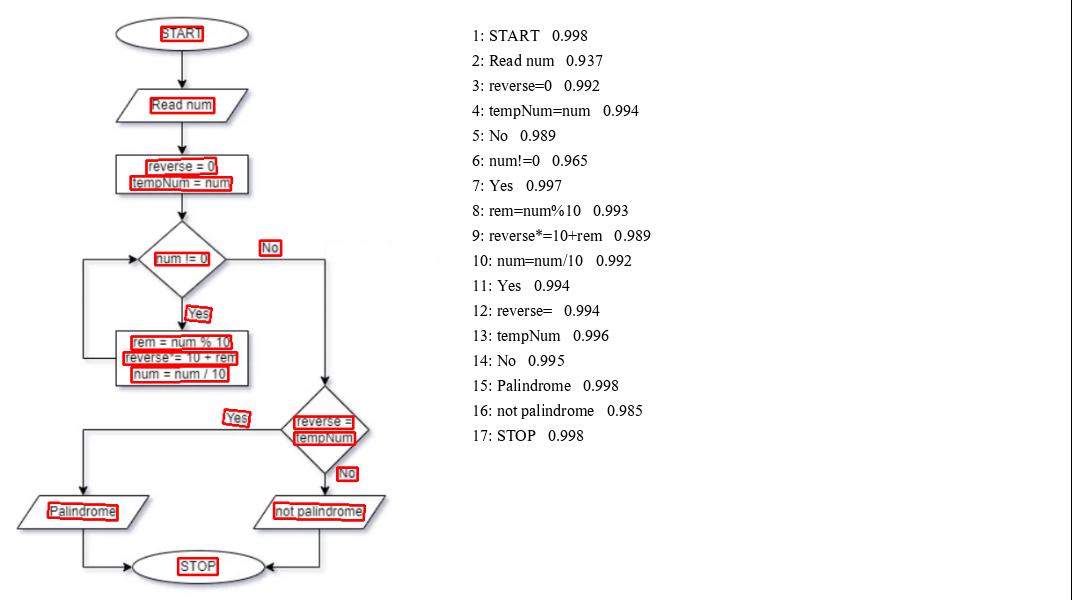 START
Read num
reverse = 0
tempNum = num
No
num != 0
Yes
rem = num % 10
reverse*= 10 + rem
num = num / 10
Yes
reverse =
tempNum
No
Palindrome
not palindrome
STOP
1: START 0.998
2: Read num 0.937
3: reverse=0 0.992
4: tempNum=num 0.994
5: No 0.989
6: num!=0 0.965
7: Yes 0.997
8: rem=num%10 0.993
9: reverse*=10+rem 0.989
10: num=num/10 0.992
11: Yes 0.994
12: reverse= 0.994
13: tempNum 0.996
14: No 0.995
15: Palindrome 0.998
16: not palindrome 0.985
17: STOP 0.998